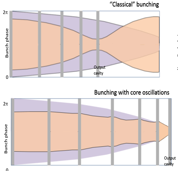 "Classical" bunching
2π
Bunch phase
Output
cavity
0
Bunching with core oscillations
2π
Bunch phase
Output
cavity
0